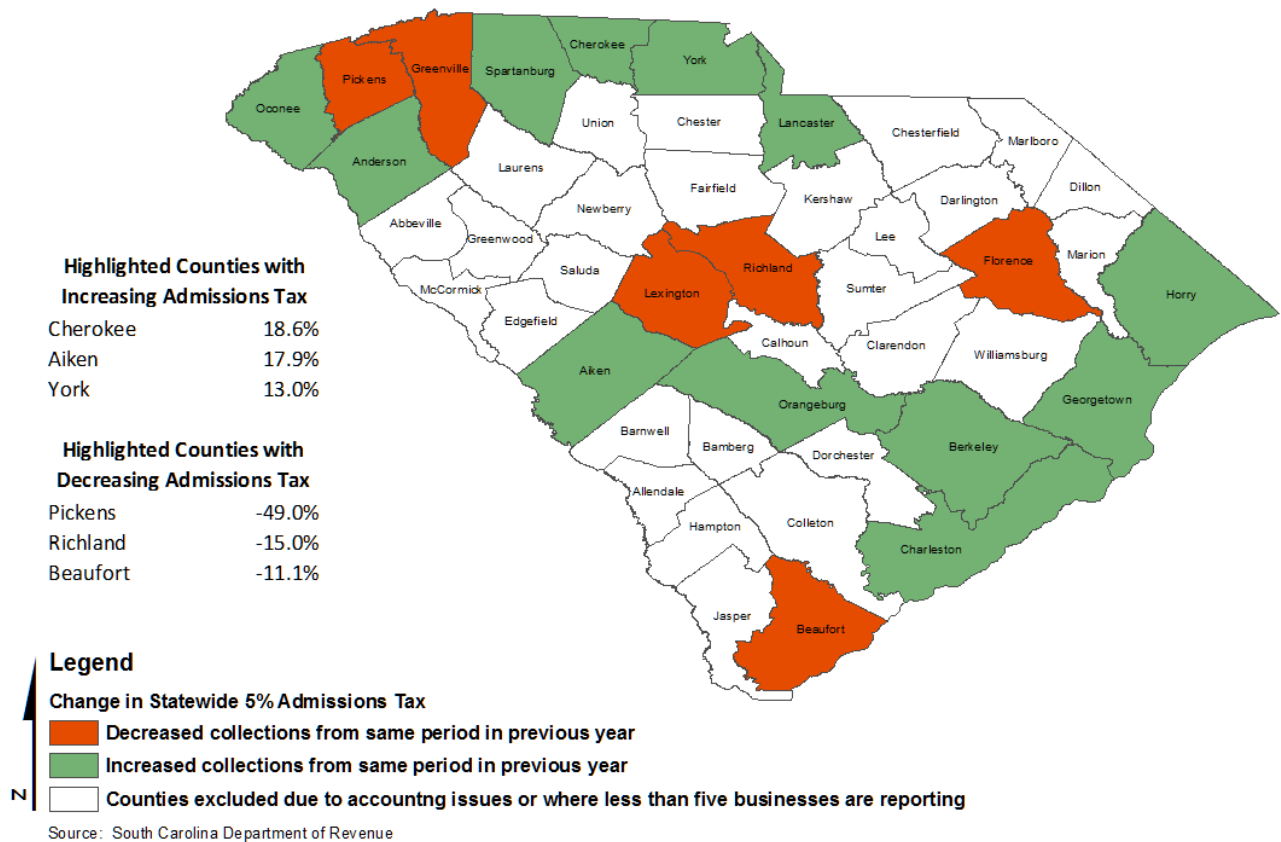 Cherokee
York
Greenville
Pickens
Spartanburg
Oconee
Union
Chester
Lancaster
Chesterfield
Marlboro
Anderson
Laurens
Fairfield
Kershaw
Darlington
Dillon
Newberry
Abbeville
Greenwood
Lee
Marion
Saluda
Richland
Florence
McCormick
Lexington
Sumter
Horry
Edgefield
Calhoun
Clarendon
Williamsburg
Aiken
Orangeburg
Georgetown
Barnwell
Bamberg
Dorchester
Berkeley
Allendale
Hampton
Colleton
Charleston
Jasper
Beaufort
Highlighted Counties with
Increasing Admissions Tax
Cherokee 18.6%
Aiken 17.9%
York 13.0%
Highlighted Counties with
Decreasing Admissions Tax
Pickens -49.0%
Richland -15.0%
Beaufort -11.1%
Legend
Change in Statewide 5% Admissions Tax
Decreased collections from same period in previous year
Increased collections from same period in previous year
Counties excluded due to accountng issues or where less than five businesses are reporting
N
Source: South Carolina Department of Revenue